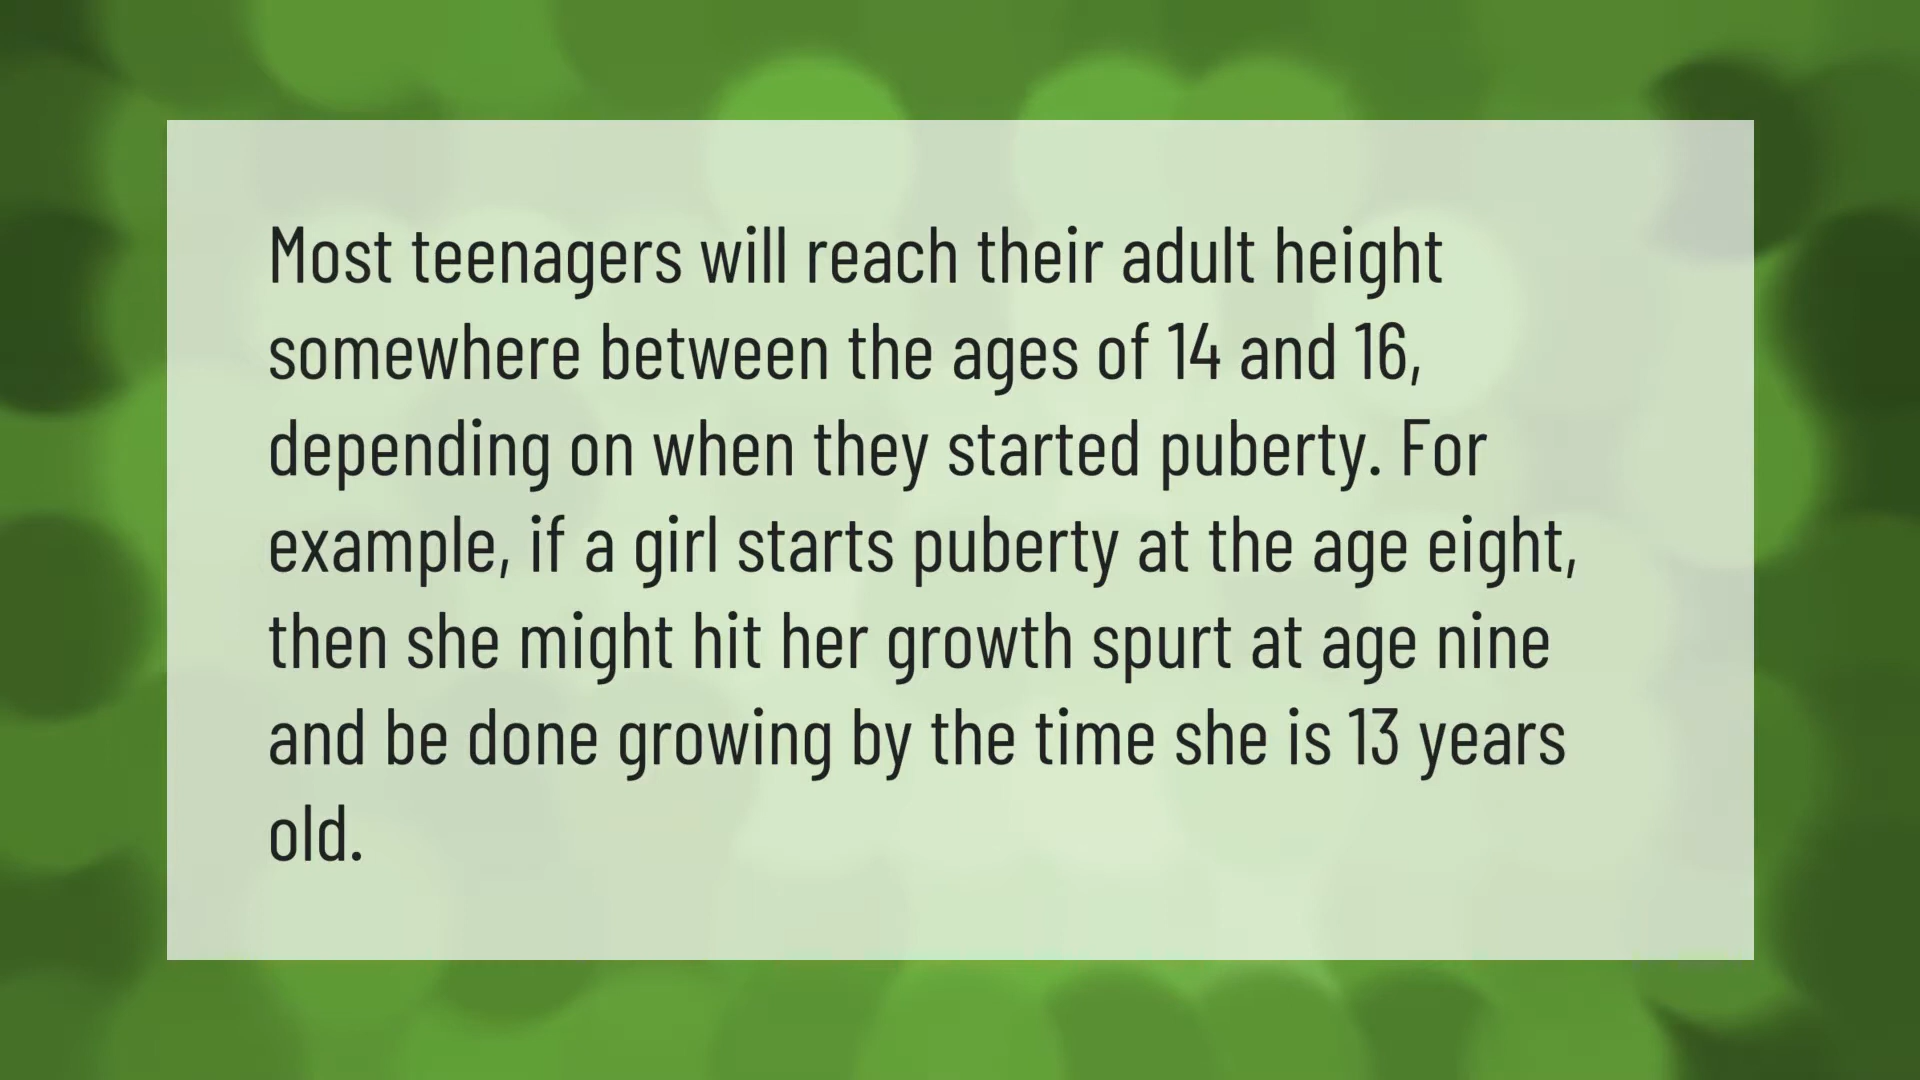 Most teenagers will reach their adult height
somewhere between the ages of 14 and 16,
depending on when they started puberty. For
example, if a girl starts puberty at the age eight,
then she might hit her growth spurt at age nine
and be done growing by the time she is 13 years
old.